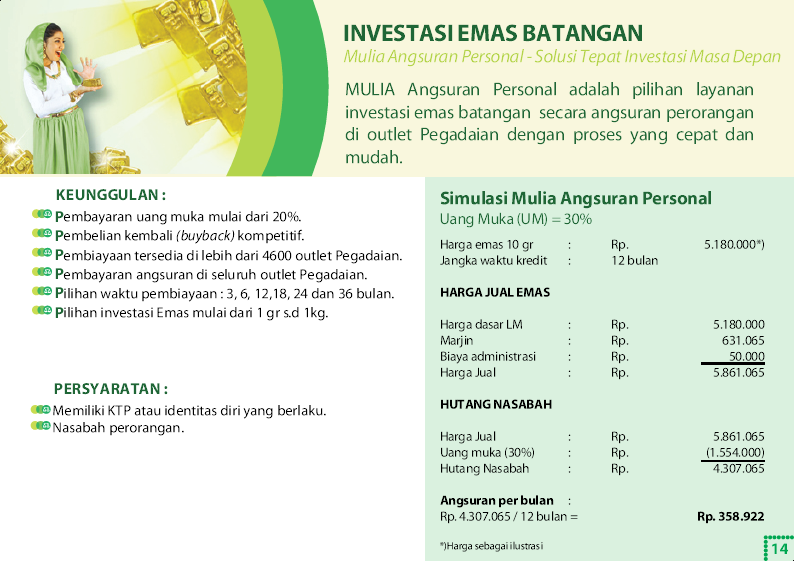 INVESTASI EMAS BATANGAN
Mulia Angsuran Personal - Solusi Tepat Investasi Masa Depan
MULIA Angsuran Personal adalah pilihan layanan
investasi emas batangan secara angsuran perorangan
di outlet Pegadaian dengan proses yang cepat dan
mudah.
KEUNGGULAN :
Pembayaran uang muka mulai dari 20%.
Pembelian kembali (buyback) kompetitif.
Pembiayaan tersedia di lebih dari 4600 outlet Pegadaian.
Pembayaran angsuran di seluruh outlet Pegadaian.
Pilihan waktu pembiayaan : 3, 6, 12,18, 24 dan 36 bulan.
Pilihan investasi Emas mulai dari 1 gr s.d 1kg.
PERSYARATAN :
Memiliki KTP atau identitas diri yang berlaku.
Nasabah perorangan.
Simulasi Mulia Angsuran Personal
Uang Muka (UM) = 30%
Harga emas 10 gr : Rp. 5.180.000*)
Jangka waktu kredit : 12 bulan
HARGA JUAL EMAS
Harga dasar LM : Rp. 5.180.000
Marjin : Rp. 631.065
Biaya administrasi : Rp. 50.000
Harga Jual : Rp. 5.861.065
HUTANG NASABAH
Harga Jual : Rp. 5.861.065
Uang muka (30%) : Rp. (1.554.000)
Hutang Nasabah : Rp. 4.307.065
Angsuran per bulan :
Rp. 4.307.065 / 12 bulan = Rp. 358.922
*)Harga sebagai ilustrasi
14